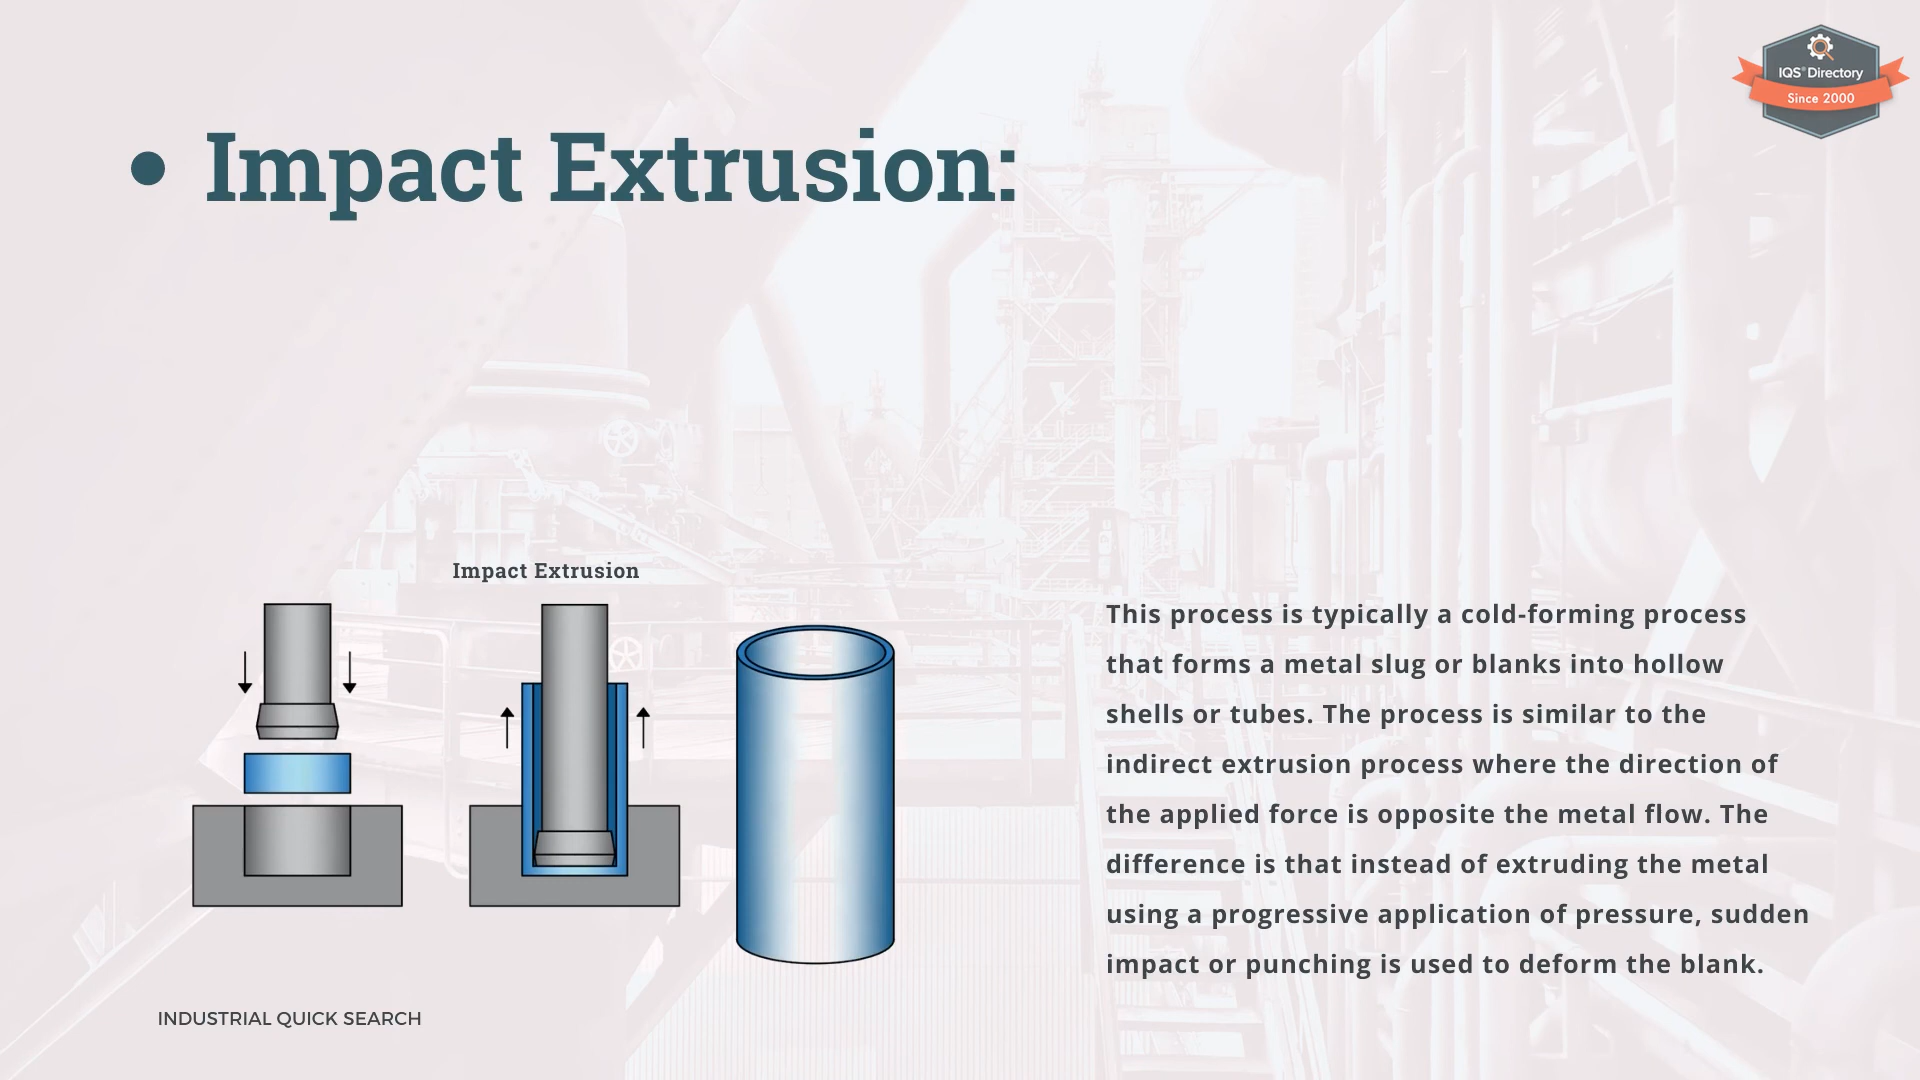 IQS® Directory
Since 2000
• Impact Extrusion:
Impact Extrusion
This process is typically a cold-forming process
that forms a metal slug or blanks into hollow
shells or tubes. The process is similar to the
indirect extrusion process where the direction of
the applied force is opposite the metal flow. The
difference is that instead of extruding the metal
using a progressive application of pressure, sudden
impact or punching is used to deform the blank.
INDUSTRIAL QUICK SEARCH